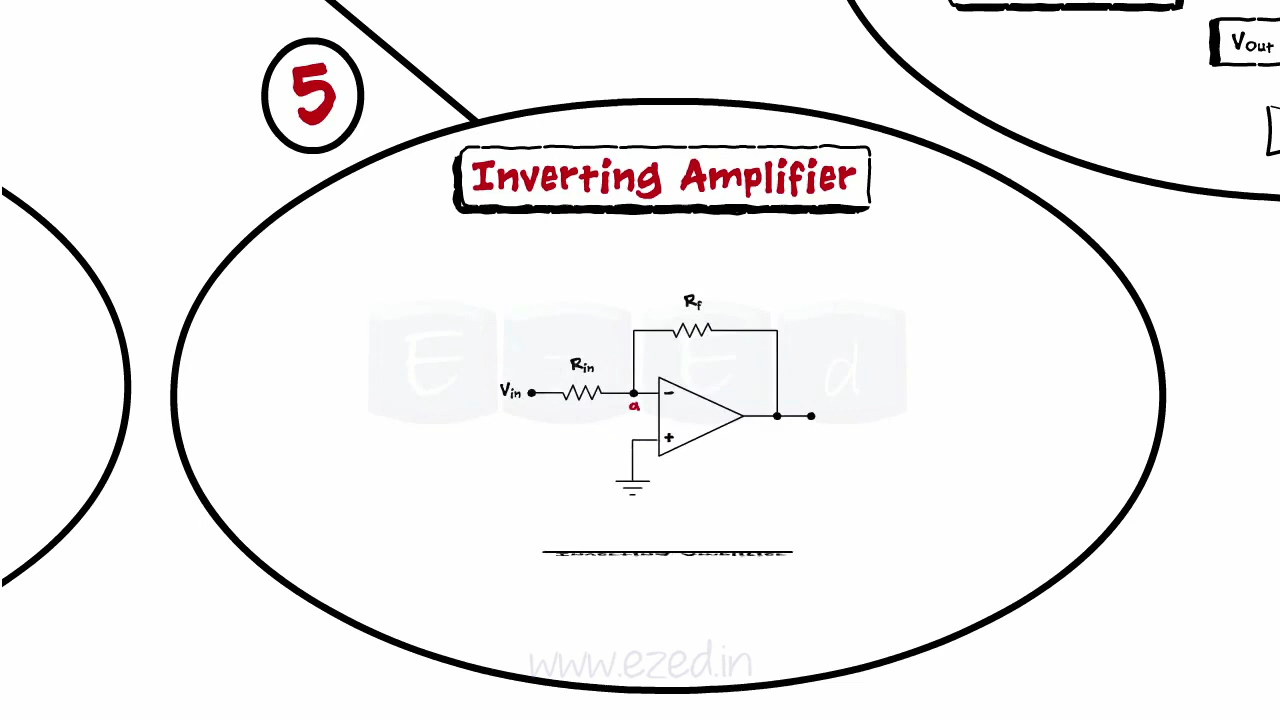 Vout
5
Inverting Amplifier
E - E d
Rf
Rin
Vin
a
-
+
www.ezed.in